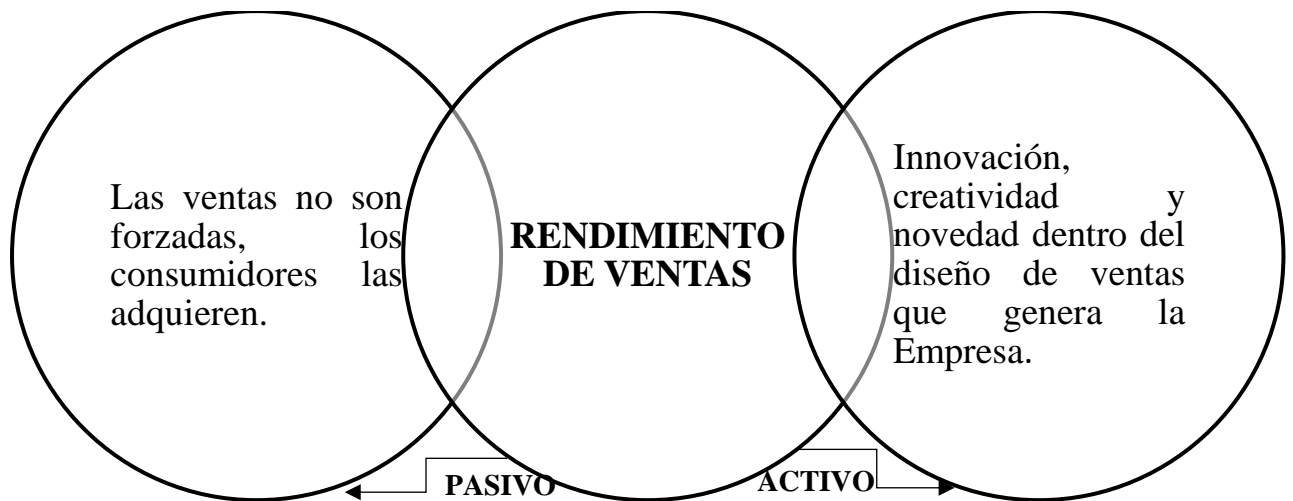 Las ventas no son
forzadas, los
consumidores las
adquieren.
RENDIMIENTO
DE VENTAS
Innovación,
creatividad y
novedad dentro del
diseño de ventas
que genera la
Empresa.
PASIVO
ACTIVO